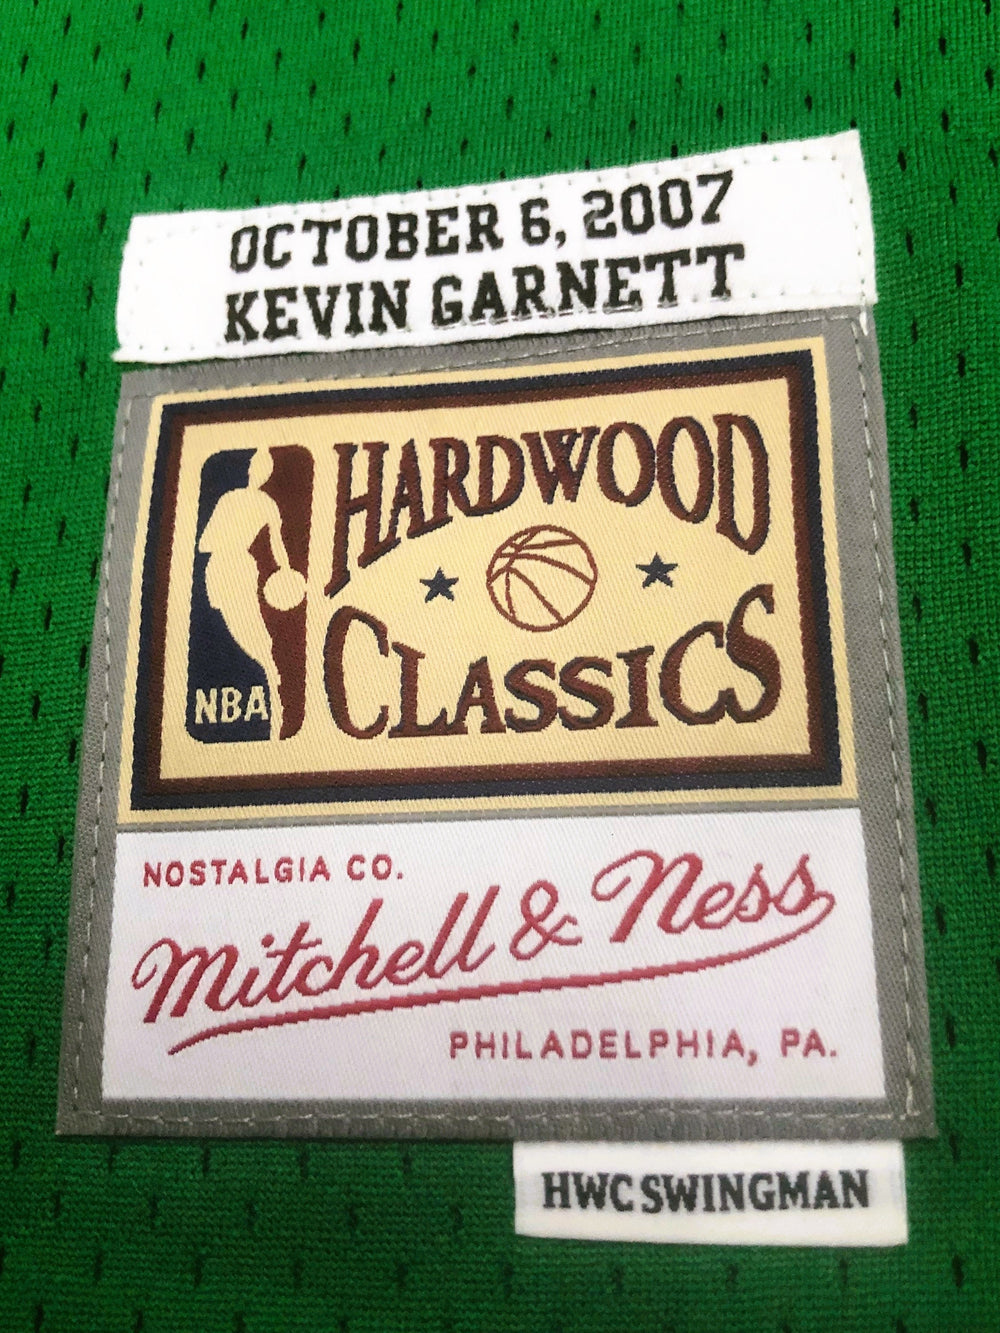 OCTOBER 6, 2007
KEVIN GARNETT
HARDWOOD
CLASSICS
NBA
NOSTALGIA CO.
Mitchell & Ness
PHILADELPHIA, PA.
HWC SWINGMAN